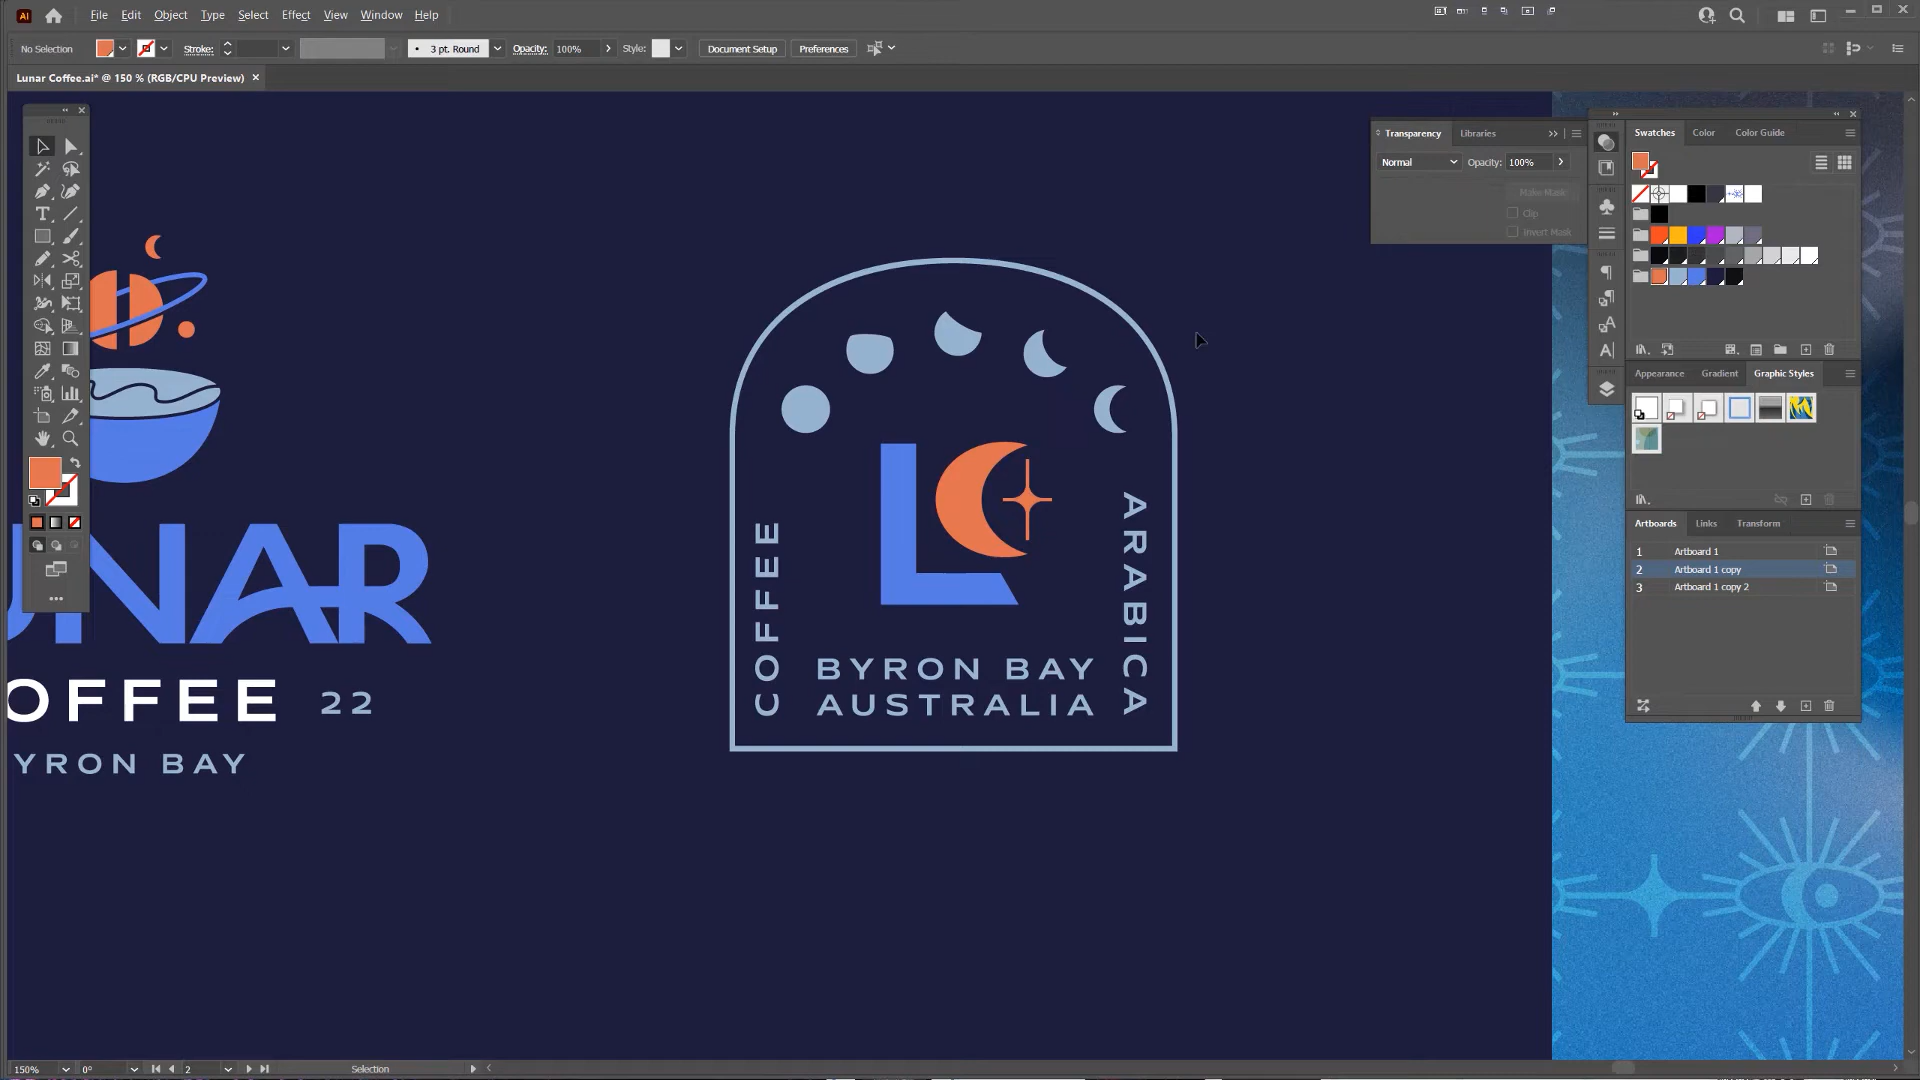 File Edit Object Type Select Effect View Window Help
No Selection Stroke: 3 pt. Round Opacity: 100% Style: Document Setup Preferences
Lunar Coffee.ai* @ 150 % (RGB/CPU Preview)
Transparency Libraries
Normal Opacity: 100%
Make Mask
Clip
Invert Mask
Swatches Color Color Guide
Appearance Gradient Graphic Styles
Artboards Links Transform
1 Artboard 1
2 Artboard 1 copy
3 Artboard 1 copy 2
UNAR
OFFEE 22
YRON BAY
L
COFFEE
ARABICA
BYRON BAY
AUSTRALIA
150% 0° 2 Selection